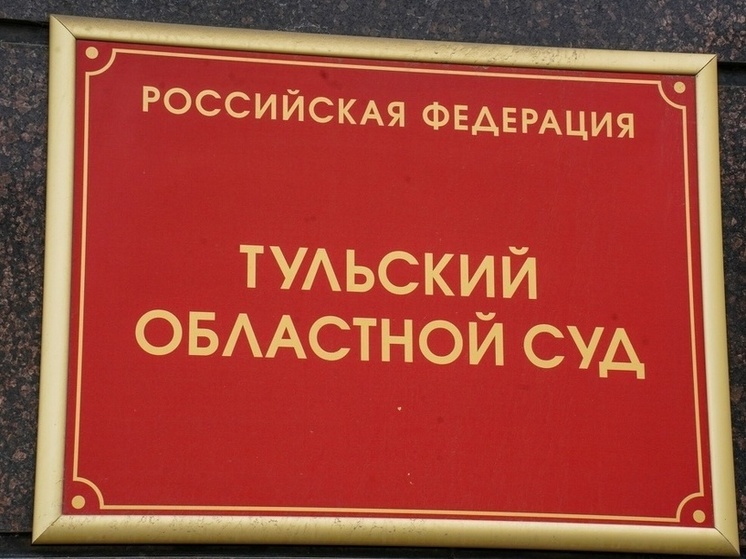 РОССИЙСКАЯ ФЕДЕРАЦИЯ
ТУЛЬСКИЙ
ОБЛАСТНОЙ СУД